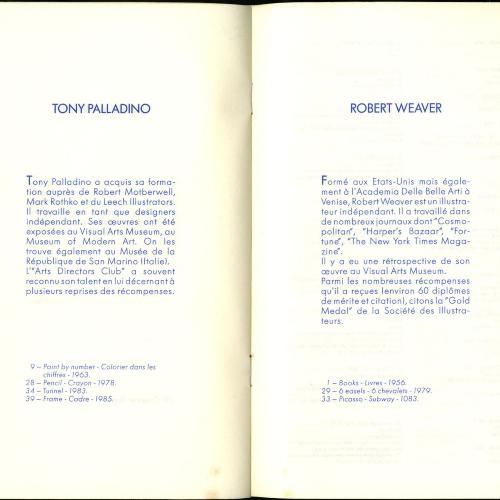 TONY PALLADINO
Tony Palladino a acquis sa forma-
tion auprès de Robert Motberwell,
Mark Rothko et du Leech Illustrators.
Il travaille en tant que designers
indépendant. Ses œuvres ont été
exposées au Visual Arts Museum, au
Museum of Modern Art. On les
trouve également au Musée de la
République de San Marino (Italie).
L'"Arts Directors Club" a souvent
reconnu son talent en lui décernant à
plusieurs reprises des récompenses.
9 – Paint by number - Colorier dans les
chiffres - 1963.
28 – Pencil - Crayon - 1978.
34 – Tunnel - 1983.
39 – Frame - Cadre - 1985.
ROBERT WEAVER
Formé aux Etats-Unis mais égale-
ment à l'Academia Delle Belle Arti à
Venise, Robert Weaver est un illustra-
teur indépendant. Il a travaillé dans
de nombreux journaux dont "Cosmo-
politan", "Harper's Bazaar", "For-
tune", "The New York Times Maga-
zine".
Il y a eu une rétrospective de son
œuvre au Visual Arts Museum.
Parmi les nombreuses récompenses
qu'il a reçues (environ 60 diplômes
de mérite et citation), citons la "Gold
Medal" de la Société des Illustra-
teurs.
1 – Books - Livres - 1956.
29 – 6 easels - 6 chevalets - 1979.
33 – Picasso - Subway - 1083.